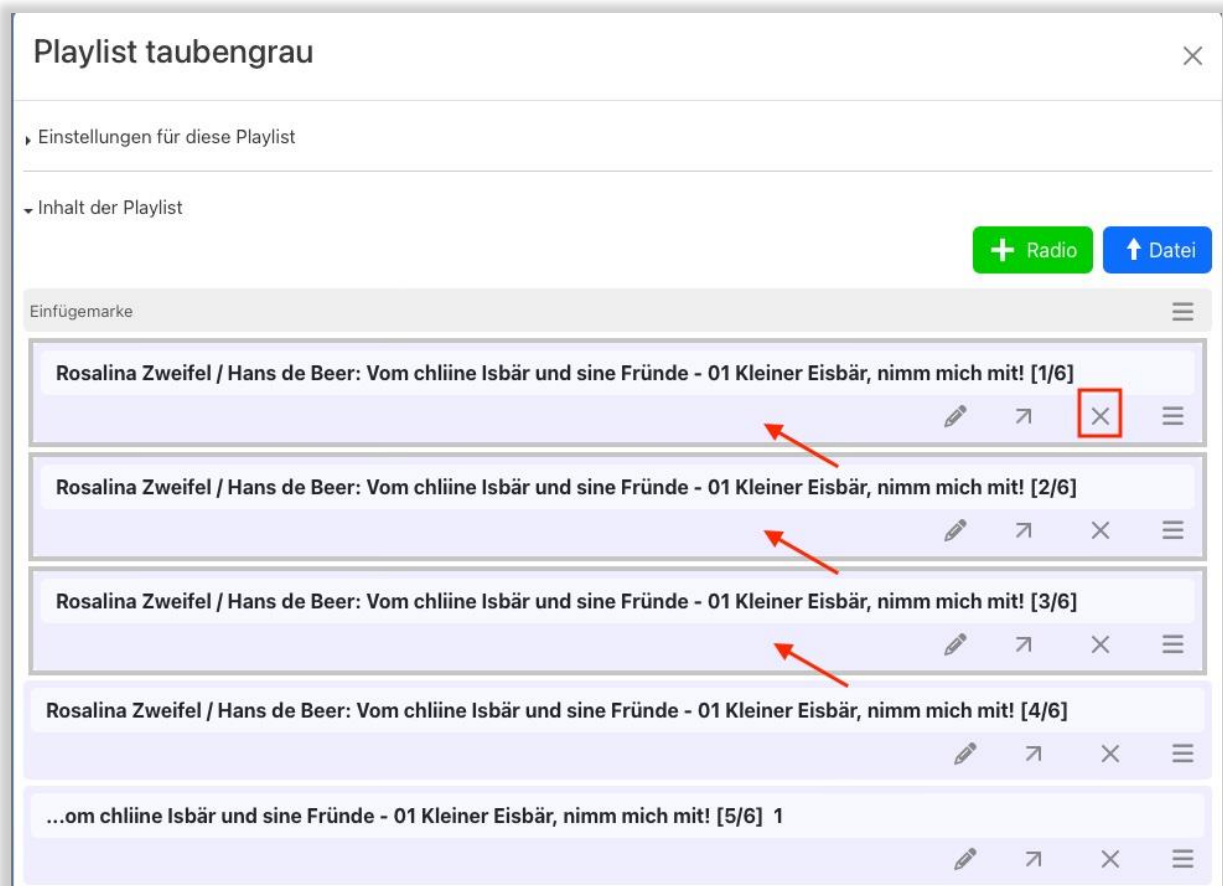 Playlist taubengrau
Einstellungen für diese Playlist
Inhalt der Playlist
Radio
Datei
Einfügemarke
Rosalina Zweifel / Hans de Beer: Vom chliine Isbär und sine Fründe - 01 Kleiner Eisbär, nimm mich mit! [1/6]
Rosalina Zweifel / Hans de Beer: Vom chliine Isbär und sine Fründe - 01 Kleiner Eisbär, nimm mich mit! [2/6]
Rosalina Zweifel / Hans de Beer: Vom chliine Isbär und sine Fründe - 01 Kleiner Eisbär, nimm mich mit! [3/6]
Rosalina Zweifel / Hans de Beer: Vom chliine Isbär und sine Fründe - 01 Kleiner Eisbär, nimm mich mit! [4/6]
...om chliine Isbär und sine Fründe - 01 Kleiner Eisbär, nimm mich mit! [5/6] 1